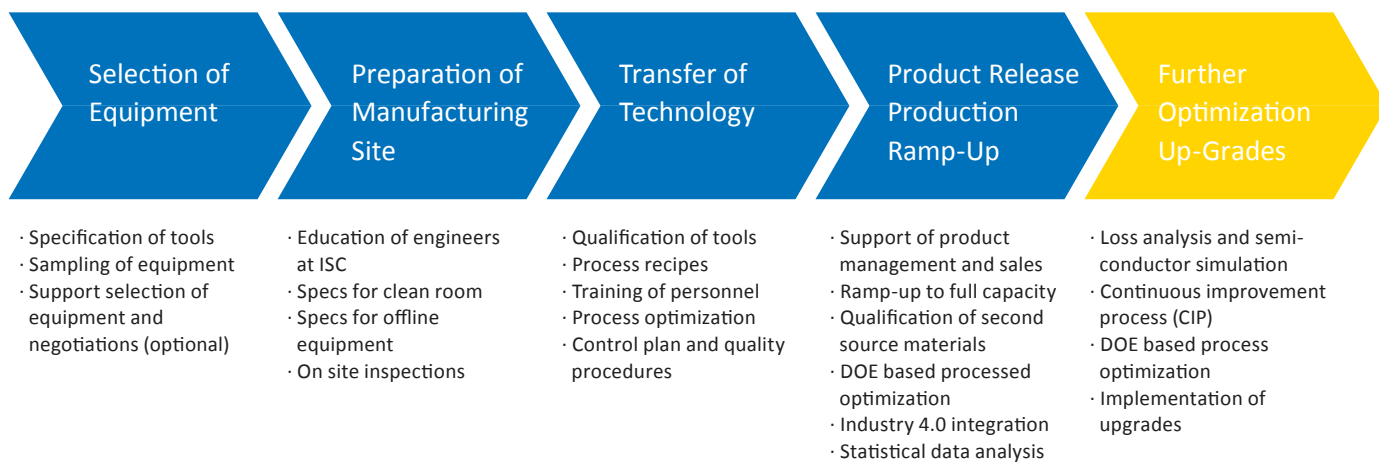 Selection of
Equipment
Preparation of
Manufacturing
Site
Transfer of
Technology
Product Release
Production
Ramp-Up
Further
Optimization
Up-Grades
· Specification of tools
· Sampling of equipment
· Support selection of
equipment and
negotiations (optional)
· Education of engineers
at ISC
· Specs for clean room
· Specs for offline
equipment
· On site inspections
· Qualification of tools
· Process recipes
· Training of personnel
· Process optimization
· Control plan and quality
procedures
· Support of product
management and sales
· Ramp-up to full capacity
· Qualification of second
source materials
· DOE based processed
optimization
· Industry 4.0 integration
· Statistical data analysis
· Loss analysis and semi-
conductor simulation
· Continuous improvement
process (CIP)
· DOE based process
optimization
· Implementation of
upgrades